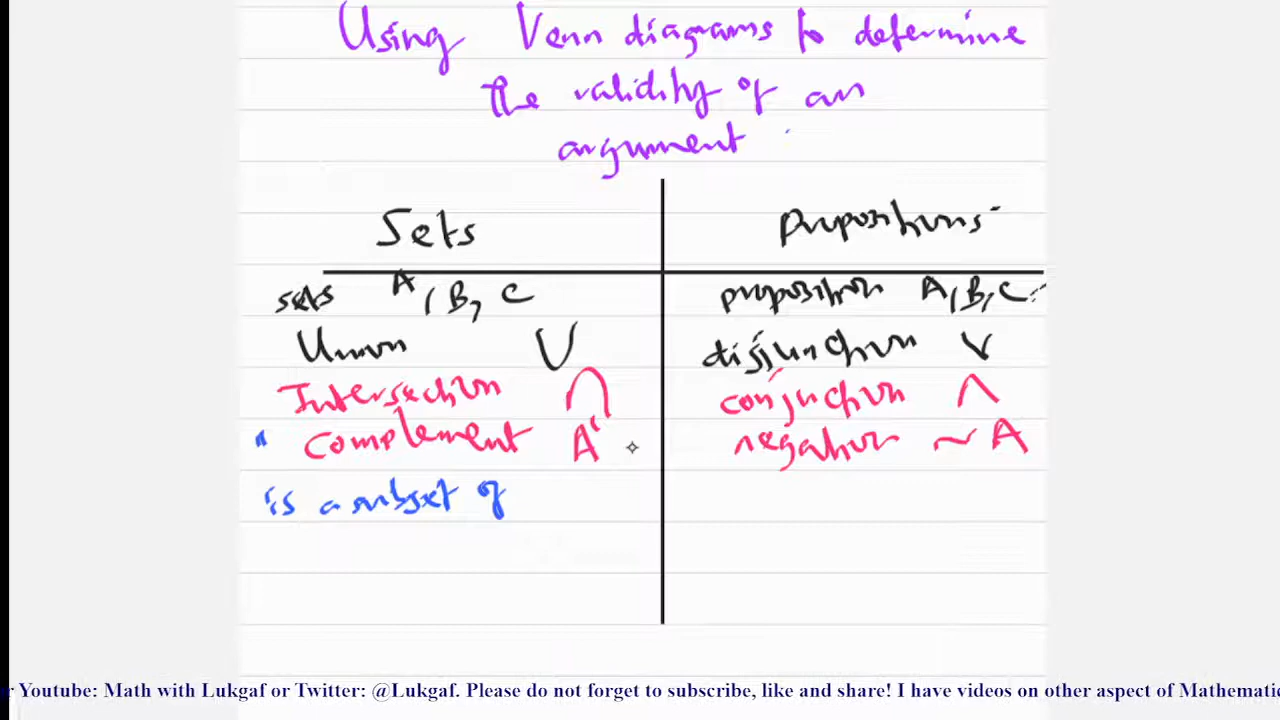 Using Venn diagrams to determine
the validity of an
argument
Sets
Propositions
sets A, B, C
proposition A, B, C
Union ∪
disjunction ∨
Intersection ∩
conjunction ∧
Complement A'
negation ~A
is a subset of
r Youtube: Math with Lukgaf or Twitter: @Lukgaf. Please do not forget to subscribe, like and share! I have videos on other aspect of Mathematic